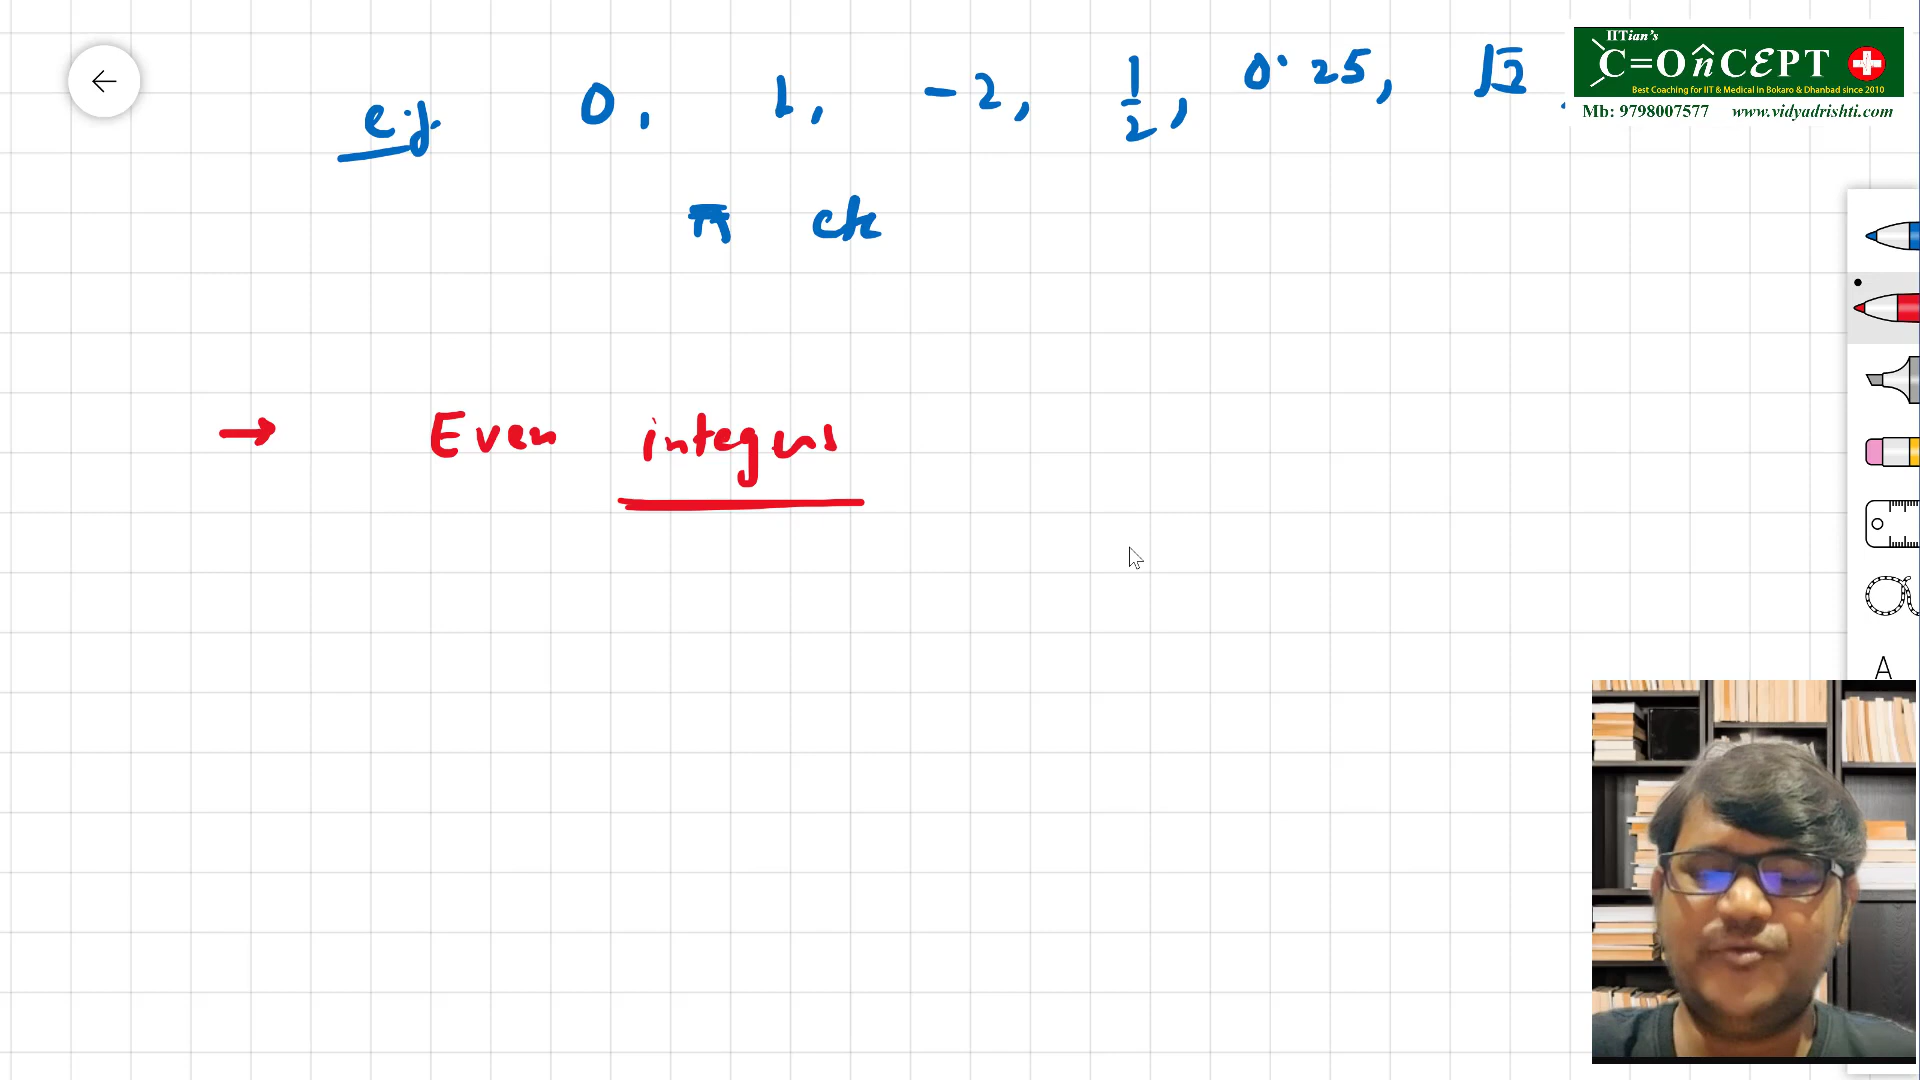 e.g. 0, 1, -2, 1/2, 0.25, √2,
π etc
→ Even integers
IITian's
C=OnCEPT
Best Coaching for IIT & Medical in Bokaro & Dhanbad since 2010
Mb: 9798007577 www.vidyadrishti.com
A